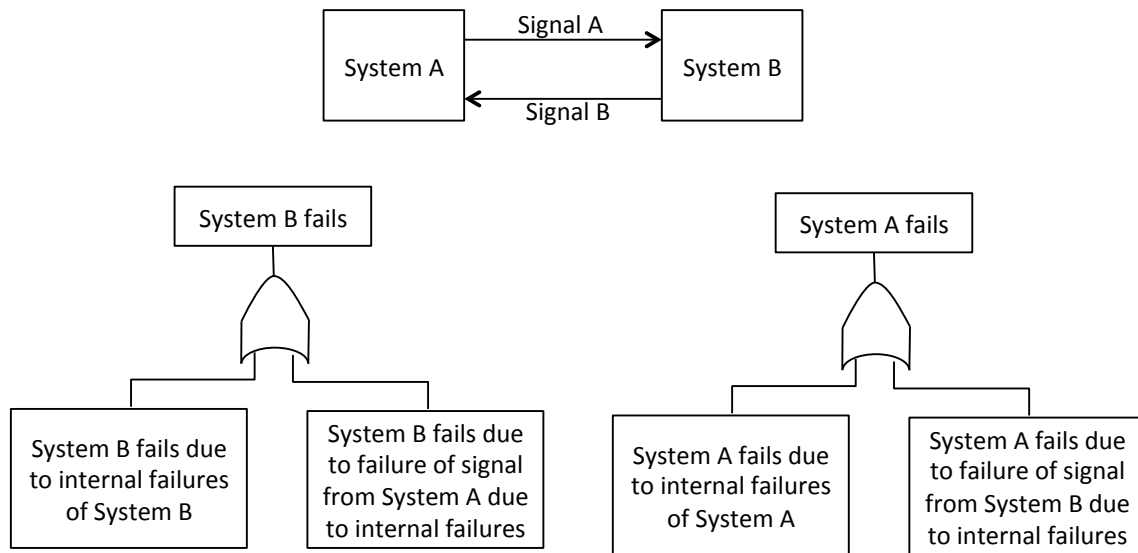 Signal A
System A
System B
Signal B
System B fails
System A fails
System B fails due
to internal failures
of System B
System B fails due
to failure of signal
from System A due
to internal failures
System A fails due
to internal failures
of System A
System A fails due
to failure of signal
from System B due
to internal failures